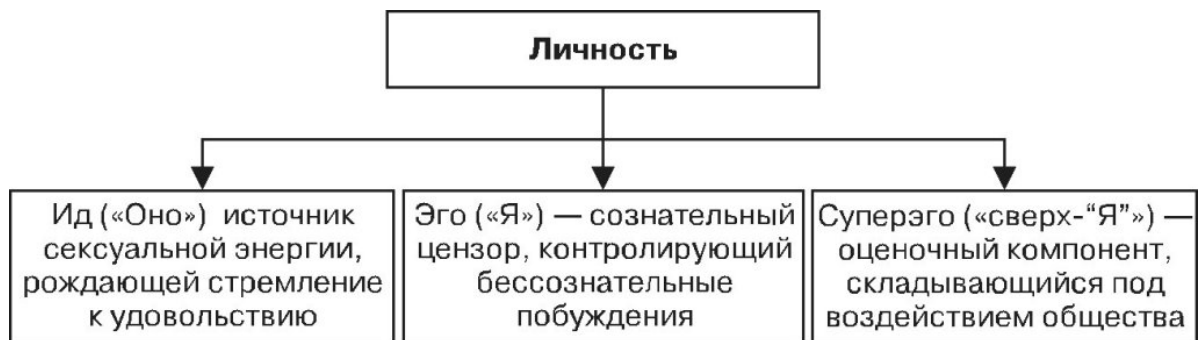 Личность
Ид («Оно») источник
сексуальной энергии,
рождающей стремление
к удовольствию
Эго («Я») — сознательный
цензор, контролирующий
бессознательные
побуждения
Суперэго („сверх-“Я”») —
оценочный компонент,
складывающийся под
воздействием общества